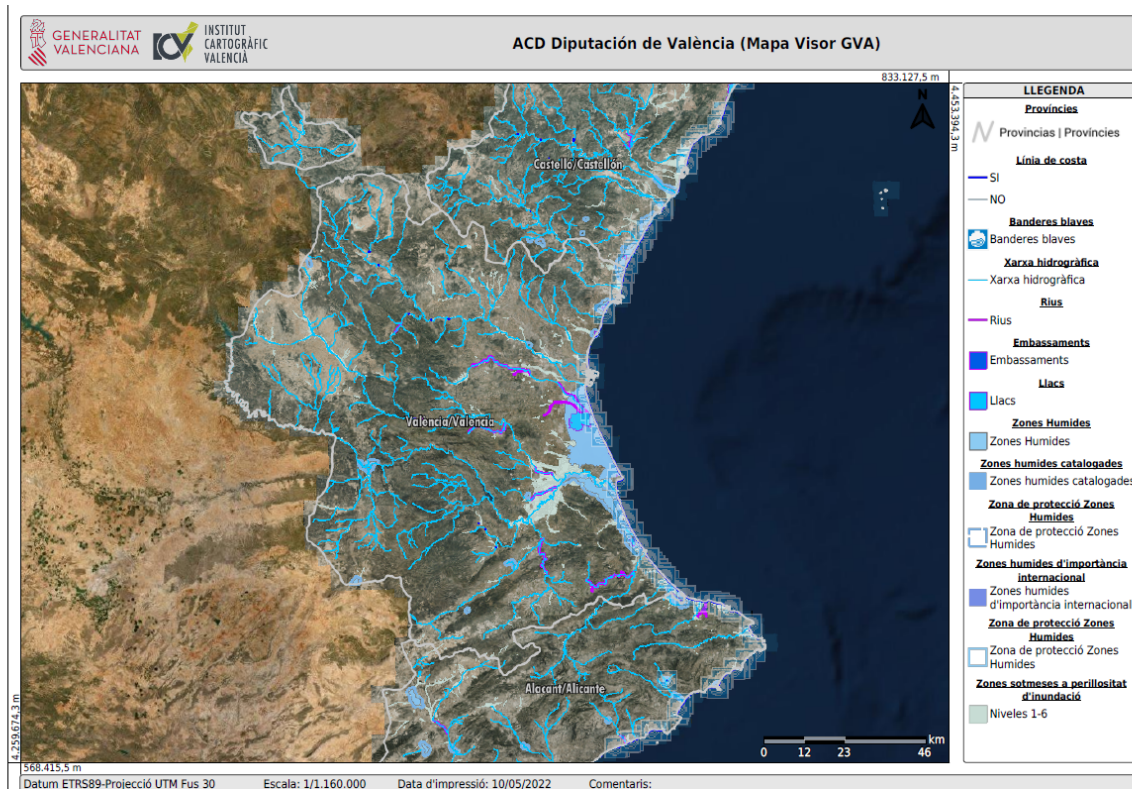 GENERALITAT
VALENCIANA
INSTITUT
CARTOGRÀFIC
VALENCIÀ
ACD Diputación de València (Mapa Visor GVA)
833.127,5 m
4.453.394,3 m
N
Castelló/Castellón
València/Valencia
Alacant/Alicante
km
0 12 23 46
4.259.674,3 m
568.415,5 m
LLEGENDA
Províncies
Provincias | Províncies
Línia de costa
SI
NO
Banderes blaves
Banderes blaves
Xarxa hidrogràfica
Xarxa hidrogràfica
Rius
Rius
Embassaments
Embassaments
Llacs
Llacs
Zones Humides
Zones Humides
Zones humides catalogades
Zones humides catalogades
Zona de protecció Zones
Humides
Zona de protecció Zones
Humides
Zones humides d'importància
internacional
Zones humides
d'importància internacional
Zona de protecció Zones
Humides
Zona de protecció Zones
Humides
Zones sotmeses a perillositat
d'inundació
Niveles 1-6
Datum ETRS89-Projecció UTM Fus 30 Escala: 1/1.160.000 Data d'impressió: 10/05/2022 Comentaris: